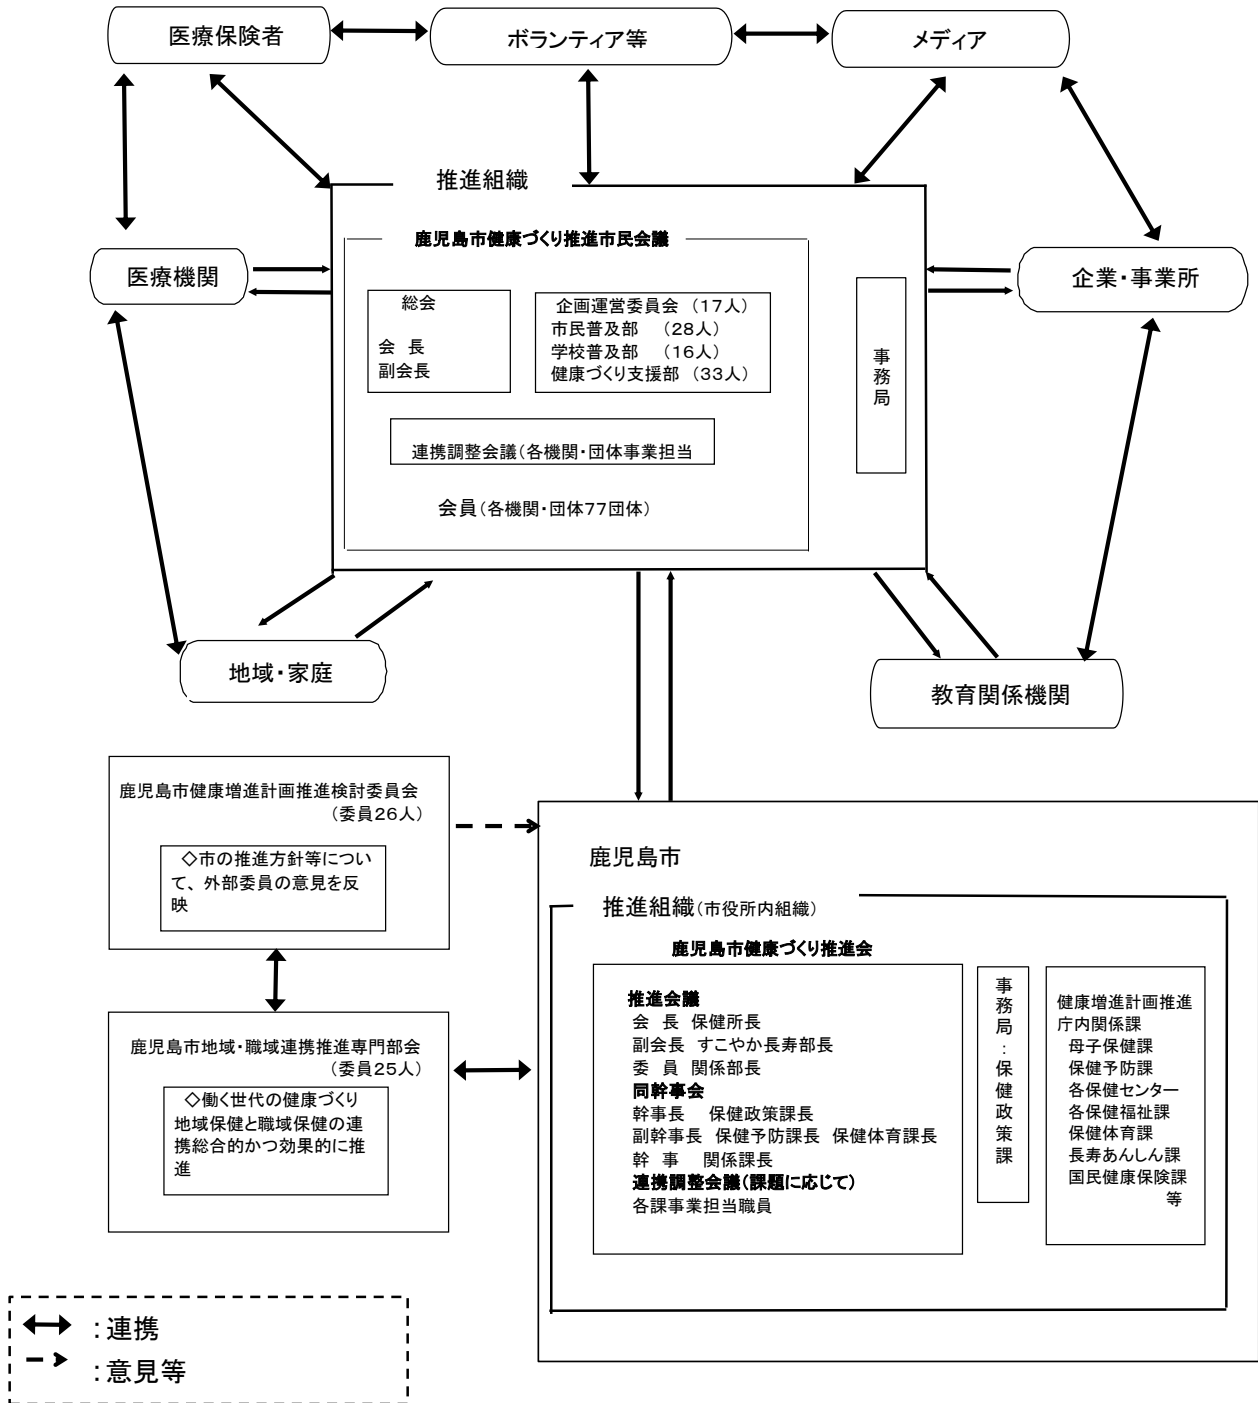 医療保険者
ボランティア等
メディア
推進組織
鹿児島市健康づくり推進市民会議
医療機関
企業・事業所
総会
会 長
副会長
企画運営委員会 (17人)
市民普及部 (28人)
学校普及部 (16人)
健康づくり支援部 (33人)
事務局
連携調整会議(各機関・団体事業担当
会員(各機関・団体77団体)
地域・家庭
教育関係機関
鹿児島市健康増進計画推進検討委員会
(委員26人)
◇市の推進方針等につい
て、外部委員の意見を反
映
鹿児島市
推進組織(市役所内組織)
鹿児島市健康づくり推進会
推進会議
会 長 保健所長
副会長 すこやか長寿部長
委 員 関係部長
同幹事会
幹事長 保健政策課長
副幹事長 保健予防課長 保健体育課長
幹 事 関係課長
連携調整会議(課題に応じて)
各課事業担当職員
事務局:保健政策課
健康増進計画推進
庁内関係課
母子保健課
保健予防課
各保健センター
各保健福祉課
保健体育課
長寿あんしん課
国民健康保険課
等
鹿児島市地域・職域連携推進専門部会
(委員25人)
◇働く世代の健康づくり
地域保健と職域保健の連
携総合的かつ効果的に推
進
:連携
:意見等